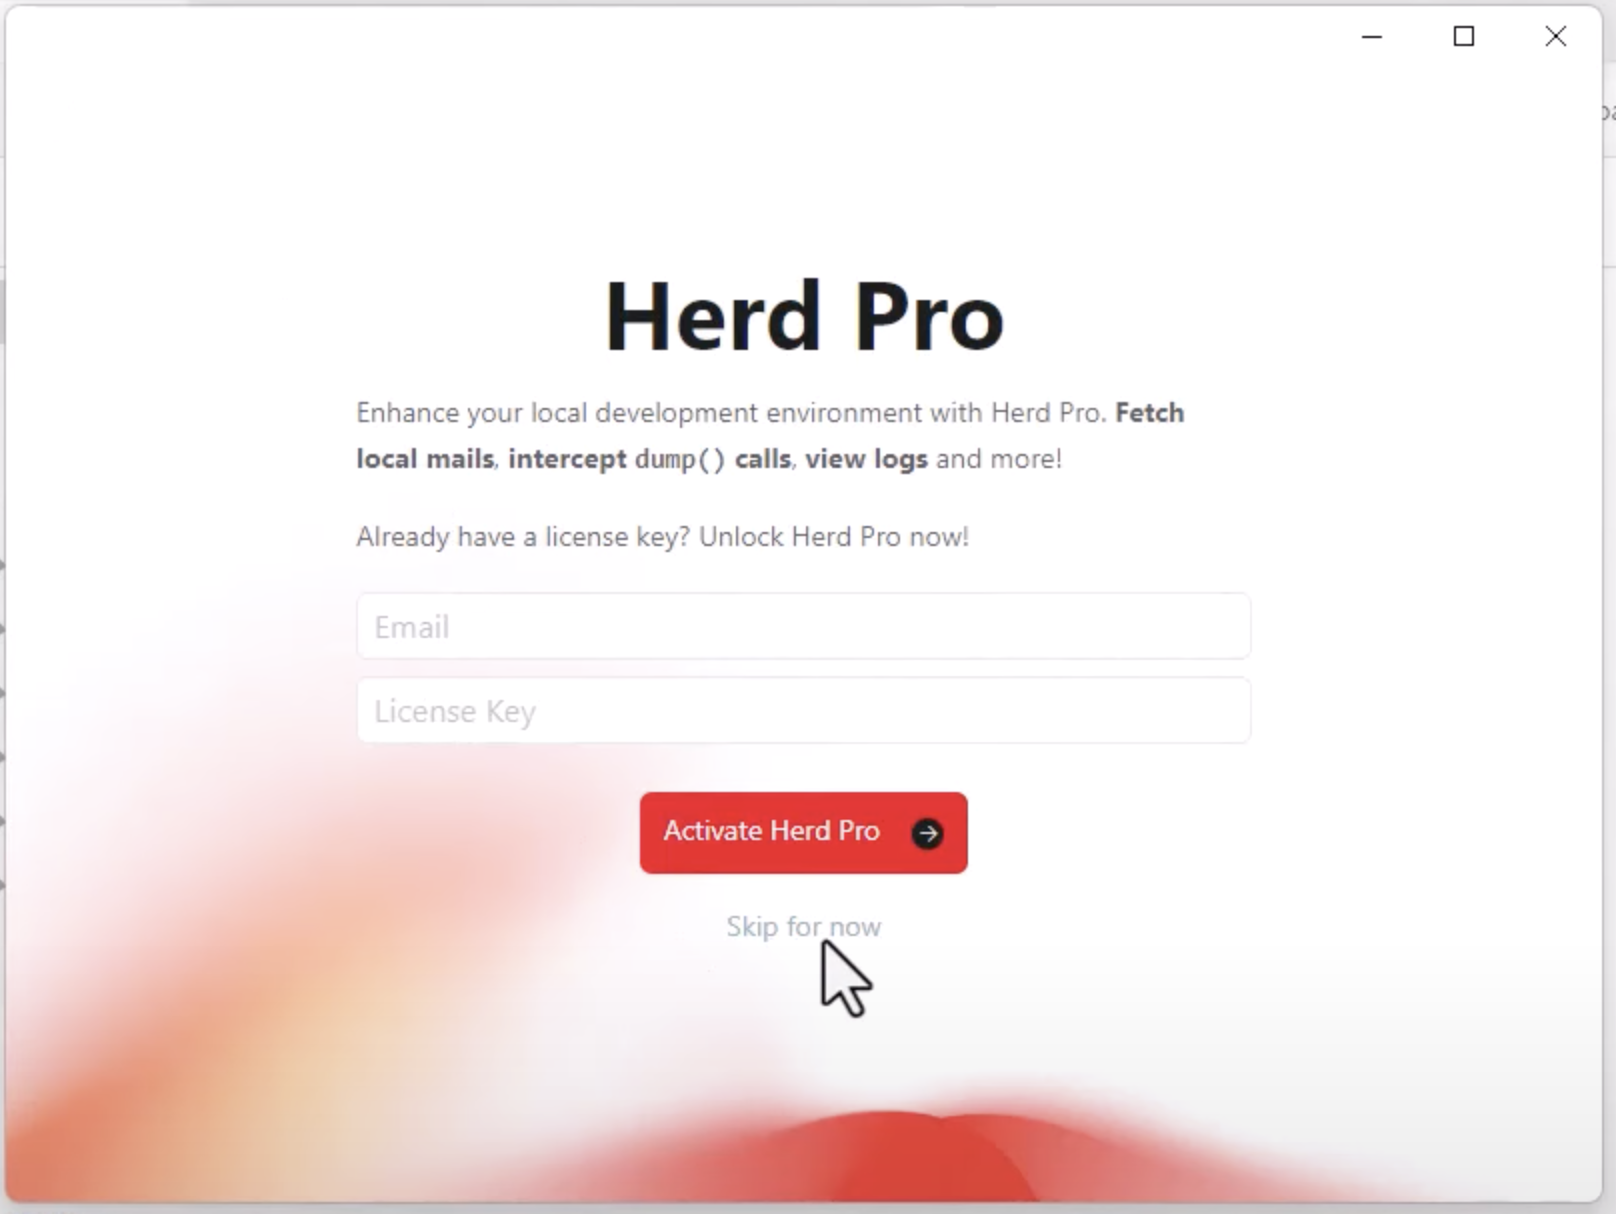 Herd Pro
Enhance your local development environment with Herd Pro. Fetch
local mails, intercept dump() calls, view logs and more!
Already have a license key? Unlock Herd Pro now!
Email
License Key
Activate Herd Pro
Skip for now